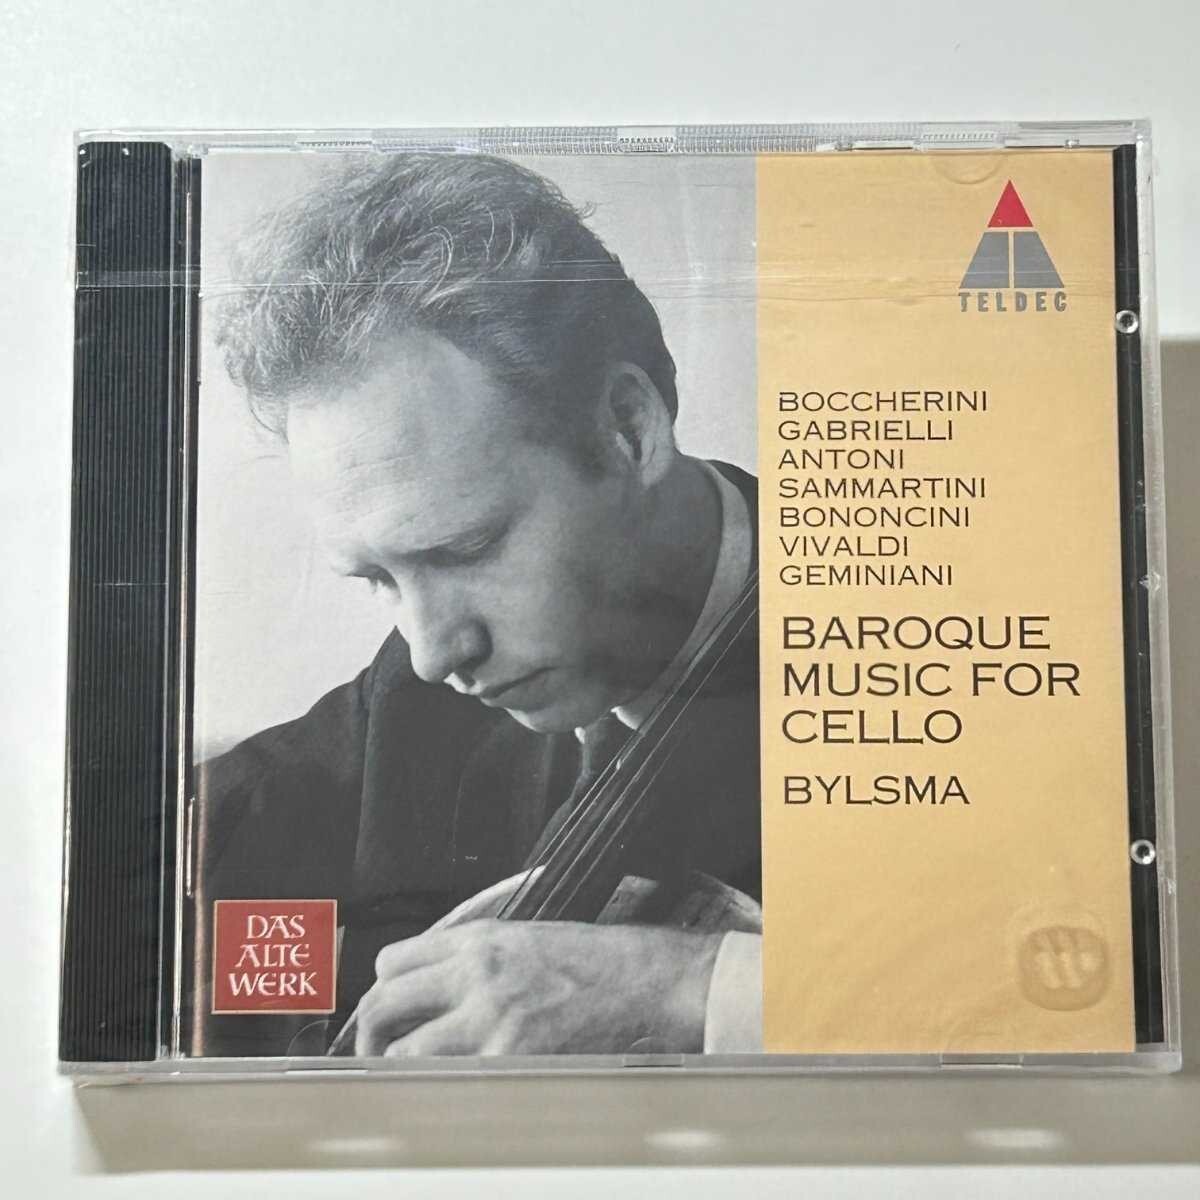 TELDEC
BOCCHERINI
GABRIELLI
ANTONI
SAMMARTINI
BONONCINI
VIVALDI
GEMINIANI
BAROQUE
MUSIC FOR
CELLO
BYLSMA
DAS
ALTE
WERK